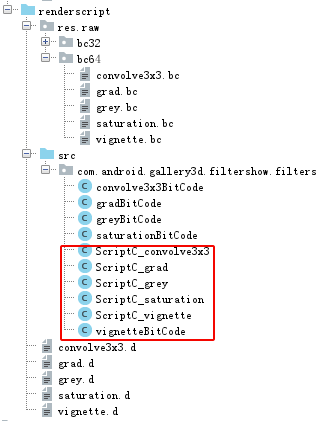 renderscript
res.raw
bc32
bc64
convolve3x3.bc
grad.bc
grey.bc
saturation.bc
vignette.bc
src
com.android.gallery3d.filtershow.filters
convolve3x3BitCode
gradBitCode
greyBitCode
saturationBitCode
ScriptC_convolve3x3
ScriptC_grad
ScriptC_grey
ScriptC_saturation
ScriptC_vignette
vignetteBitCode
convolve3x3.d
grad.d
grey.d
saturation.d
vignette.d